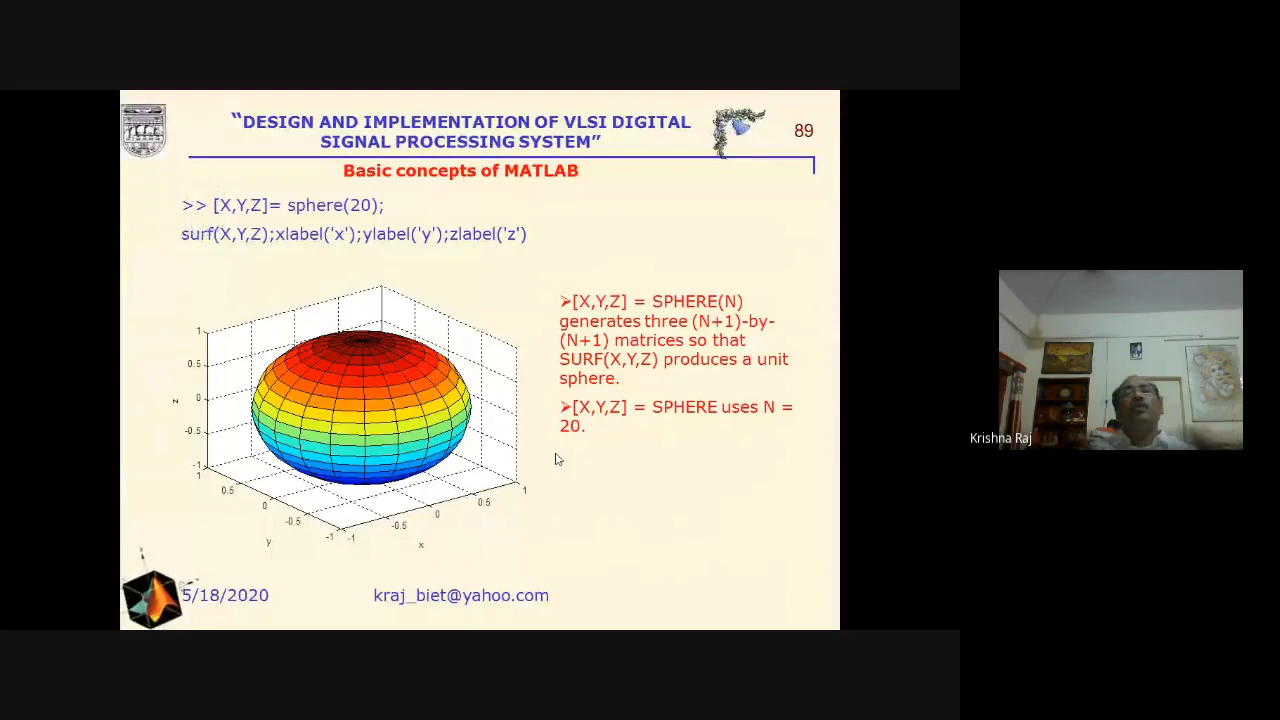 “DESIGN AND IMPLEMENTATION OF VLSI DIGITAL
SIGNAL PROCESSING SYSTEM”
89
Basic concepts of MATLAB
>> [X,Y,Z]= sphere(20);
surf(X,Y,Z);xlabel('x');ylabel('y');zlabel('z')
1
0.5
0
-0.5
-1
z
1
0.5
0
-0.5
-1
y
-1
-0.5
0
0.5
1
x
➢[X,Y,Z] = SPHERE(N)
generates three (N+1)-by-
(N+1) matrices so that
SURF(X,Y,Z) produces a unit
sphere.
➢[X,Y,Z] = SPHERE uses N =
20.
5/18/2020
kraj_biet@yahoo.com
Krishna Raj